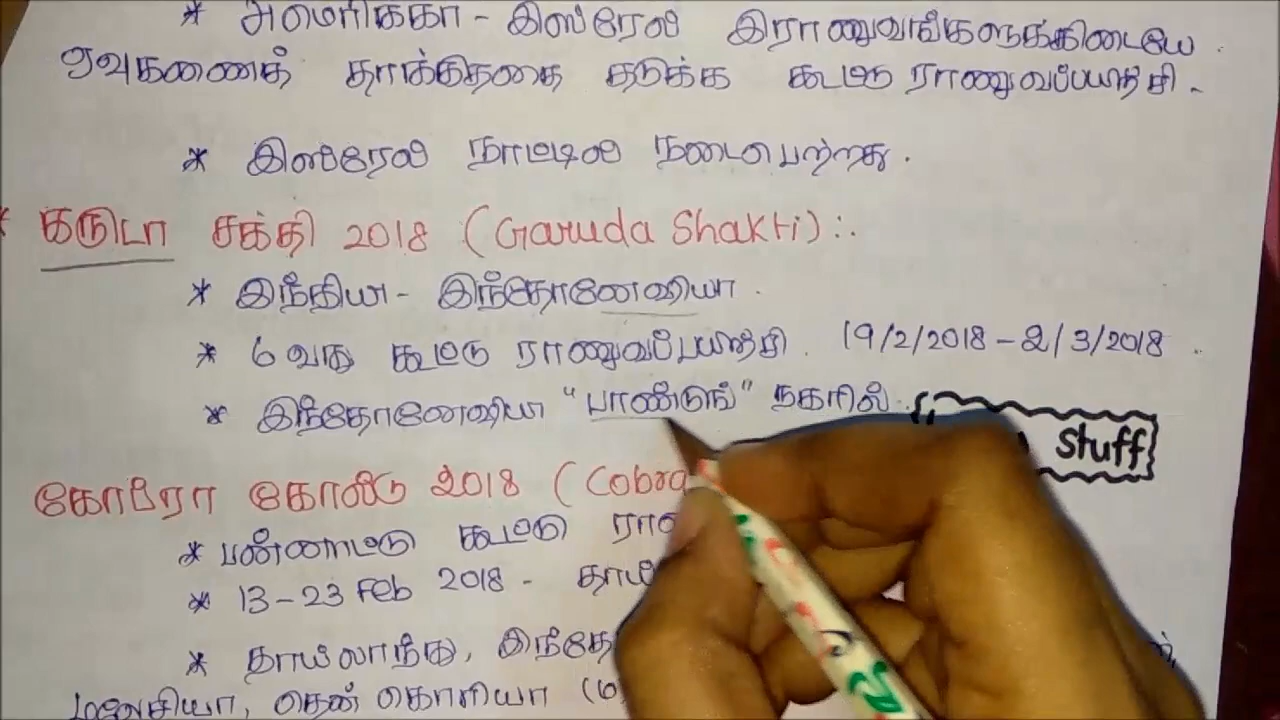 * அமெரிக்கா - இஸ்ரேல் இராணுவங்களுக்கிடையே
ஏவுகணைத் தாக்குதலை தடுக்க கூட்டு ராணுவப்பயிற்சி.
* இஸ்ரேல் நாட்டில் நடைபெற்றது.
* கருடா சக்தி 2018 (Garuda Shakti):.
* இந்தியா - இந்தோனேஷியா.
* 6 வது கூட்டு ராணுவப்பயிற்சி. 19/2/2018 - 2/3/2018
* இந்தோனேஷியா "பாண்டுங்" நகரில்.
Stuff
கோப்ரா கோல்டு 2018 (Cobra
* பன்னாட்டு கூட்டு
* 13-23 Feb 2018 -
* தாய்லாந்து,
மலேசியா, தென் கொரியா